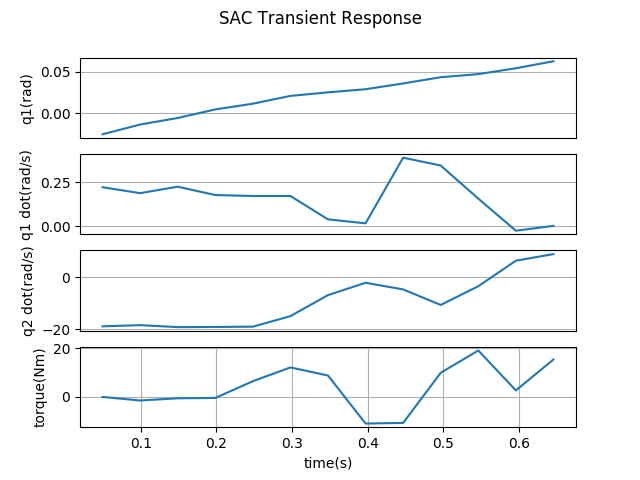 SAC Transient Response
0.05
0.00
q1(rad)
0.25
0.00
q1 dot(rad/s)
0
−20
q2 dot(rad/s)
20
0
torque(Nm)
0.1 0.2 0.3 0.4 0.5 0.6
time(s)